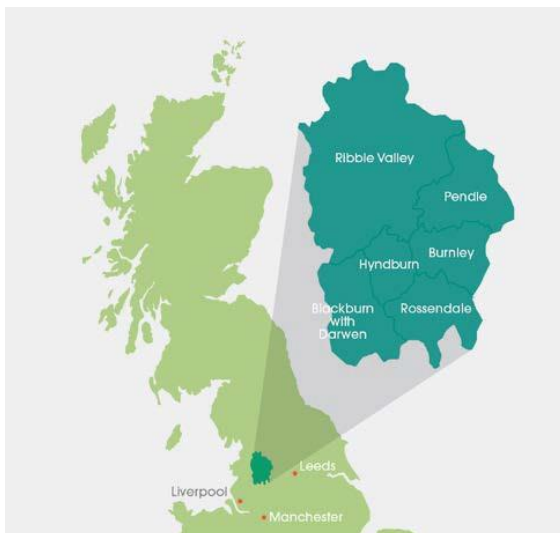 Ribble Valley
Pendle
Burnley
Hyndburn
Blackburn
with
Darwen
Rossendale
Leeds
Liverpool
Manchester